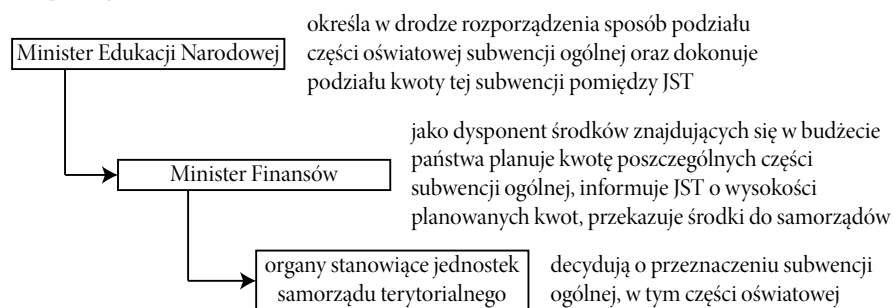 Minister Edukacji Narodowej
określa w drodze rozporządzenia sposób podziału
części oświatowej subwencji ogólnej oraz dokonuje
podziału kwoty tej subwencji pomiędzy JST
Minister Finansów
jako dysponent środków znajdujących się w budżecie
państwa planuje kwotę poszczególnych części
subwencji ogólnej, informuje JST o wysokości
planowanych kwot, przekazuje środki do samorządów
organy stanowiące jednostek
samorządu terytorialnego
decydują o przeznaczeniu subwencji
ogólnej, w tym części oświatowej